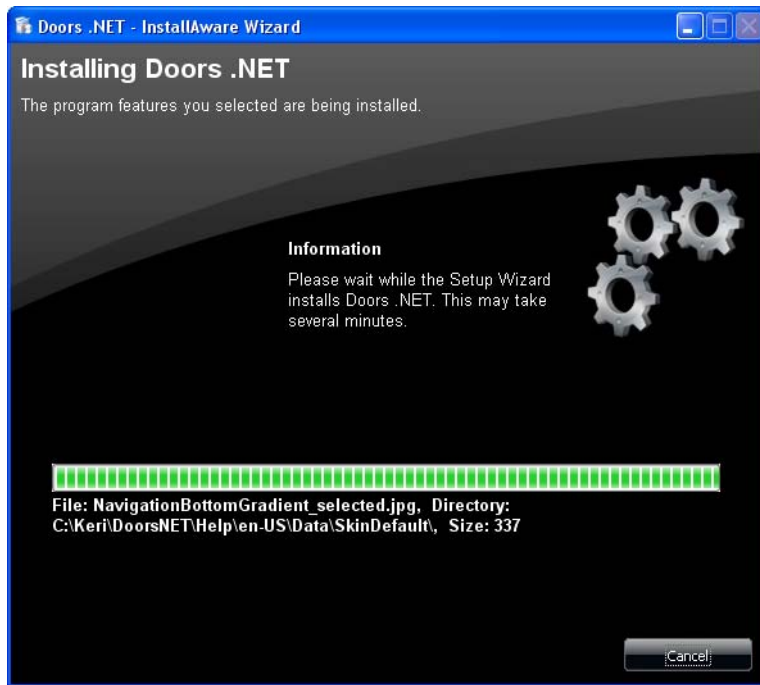 Doors .NET - InstallAware Wizard
Installing Doors .NET
The program features you selected are being installed.
Information
Please wait while the Setup Wizard
installs Doors .NET. This may take
several minutes.
File: NavigationBottomGradient_selected.jpg, Directory:
C:\Keri\DoorsNET\Help\en-US\Data\SkinDefault\, Size: 337
Cancel